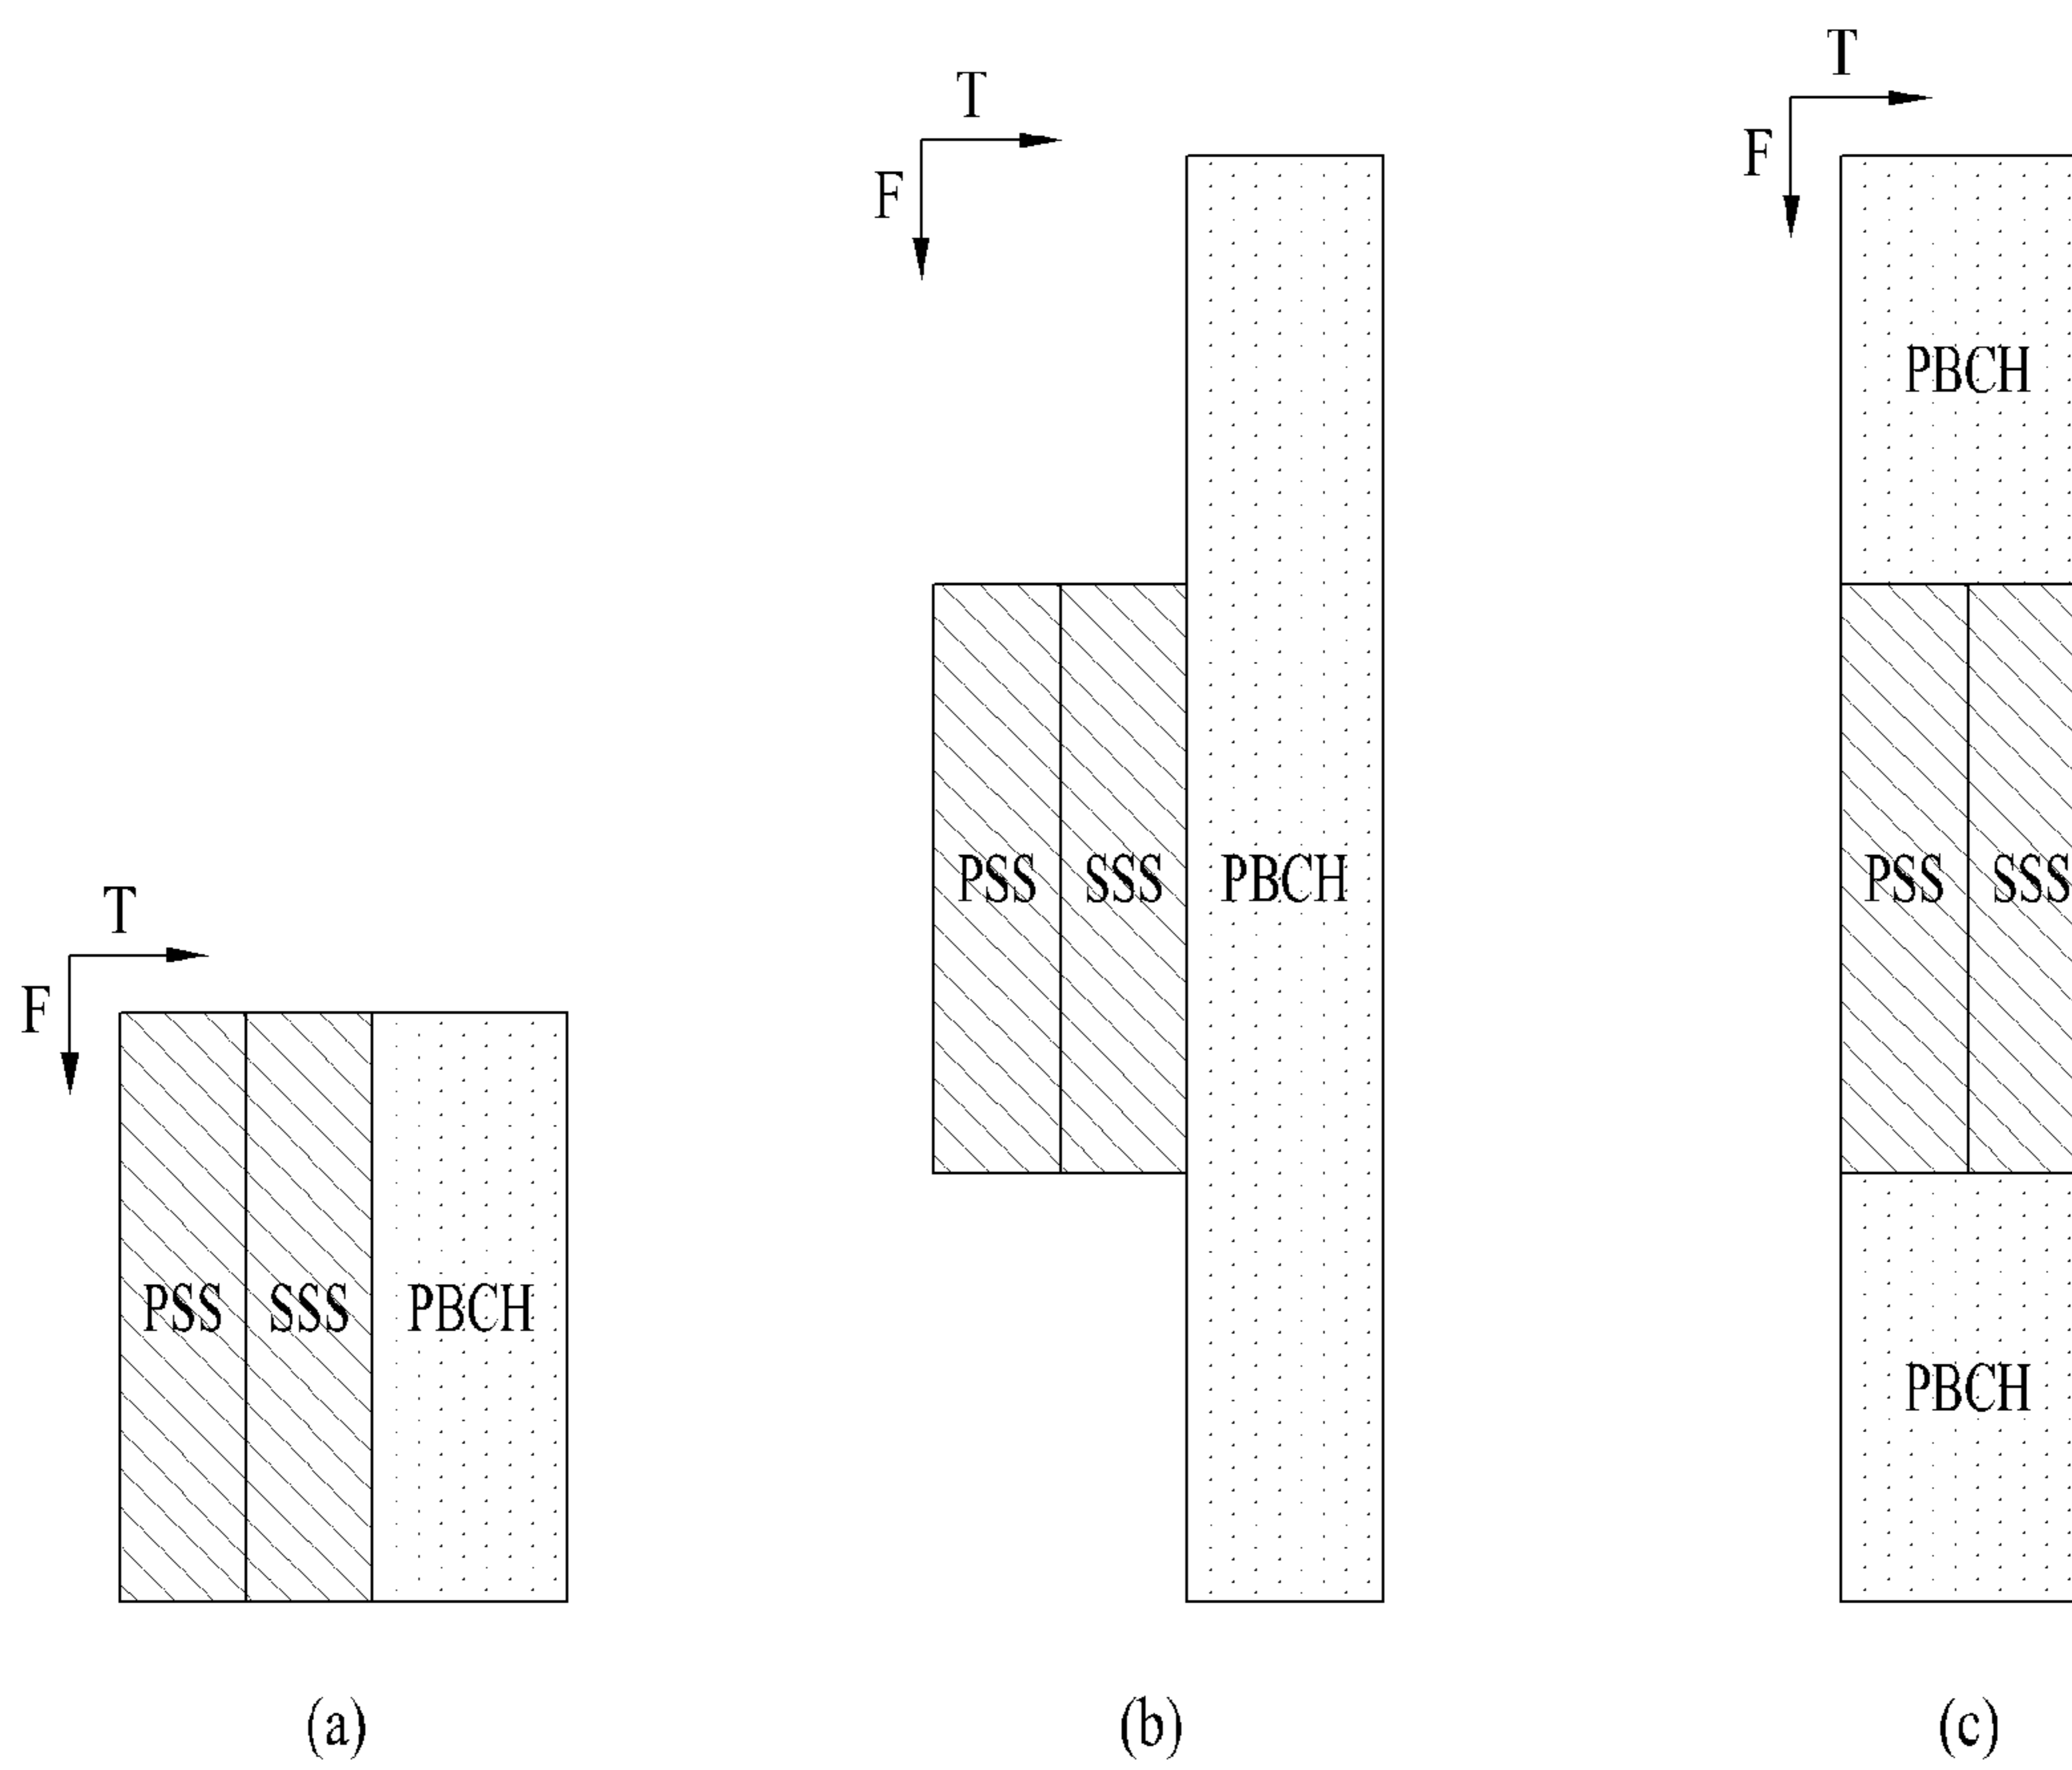 T
F
PSS SSS PBCH
(a)
T
F
PSS SSS PBCH
(b)
T
F
PBCH
PSS SSS
PBCH
(c)